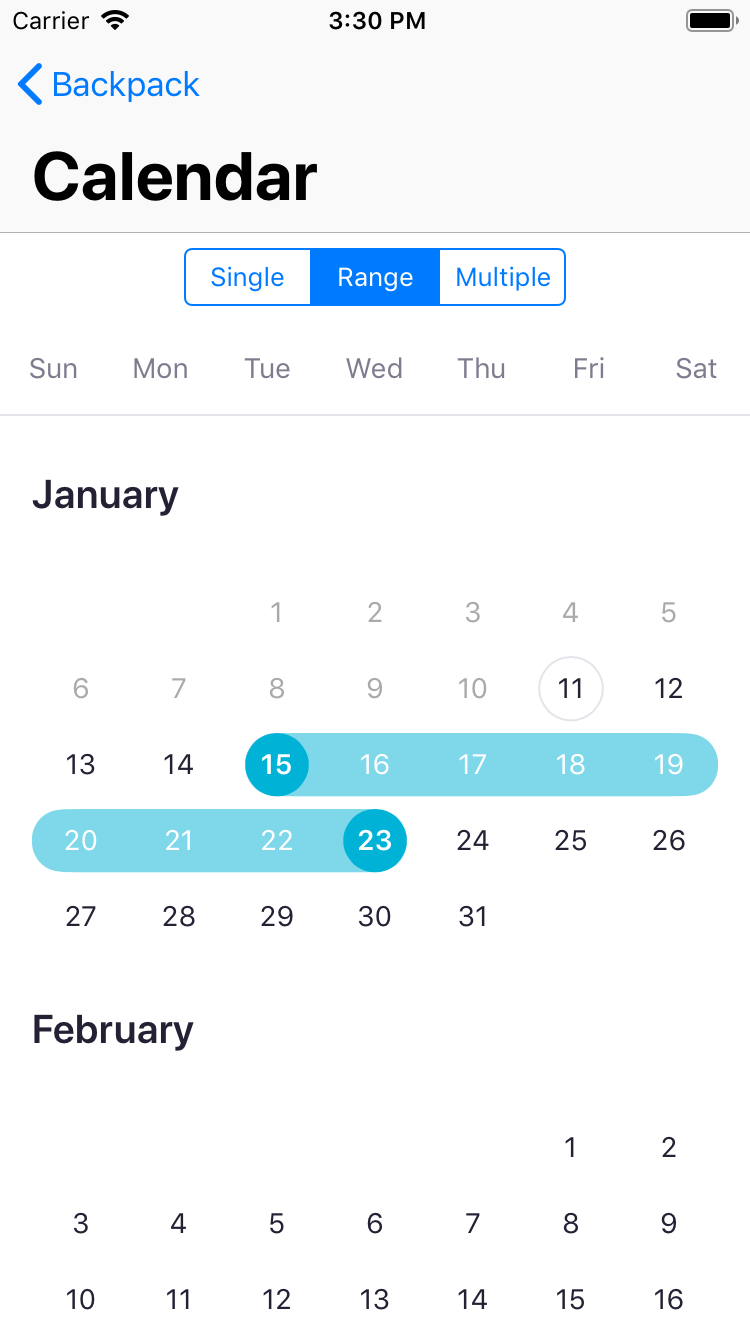 Carrier 3:30 PM
Backpack
Calendar
Single Range Multiple
Sun Mon Tue Wed Thu Fri Sat
January
1 2 3 4 5
6 7 8 9 10 11 12
13 14 15 16 17 18 19
20 21 22 23 24 25 26
27 28 29 30 31
February
1 2
3 4 5 6 7 8 9
10 11 12 13 14 15 16